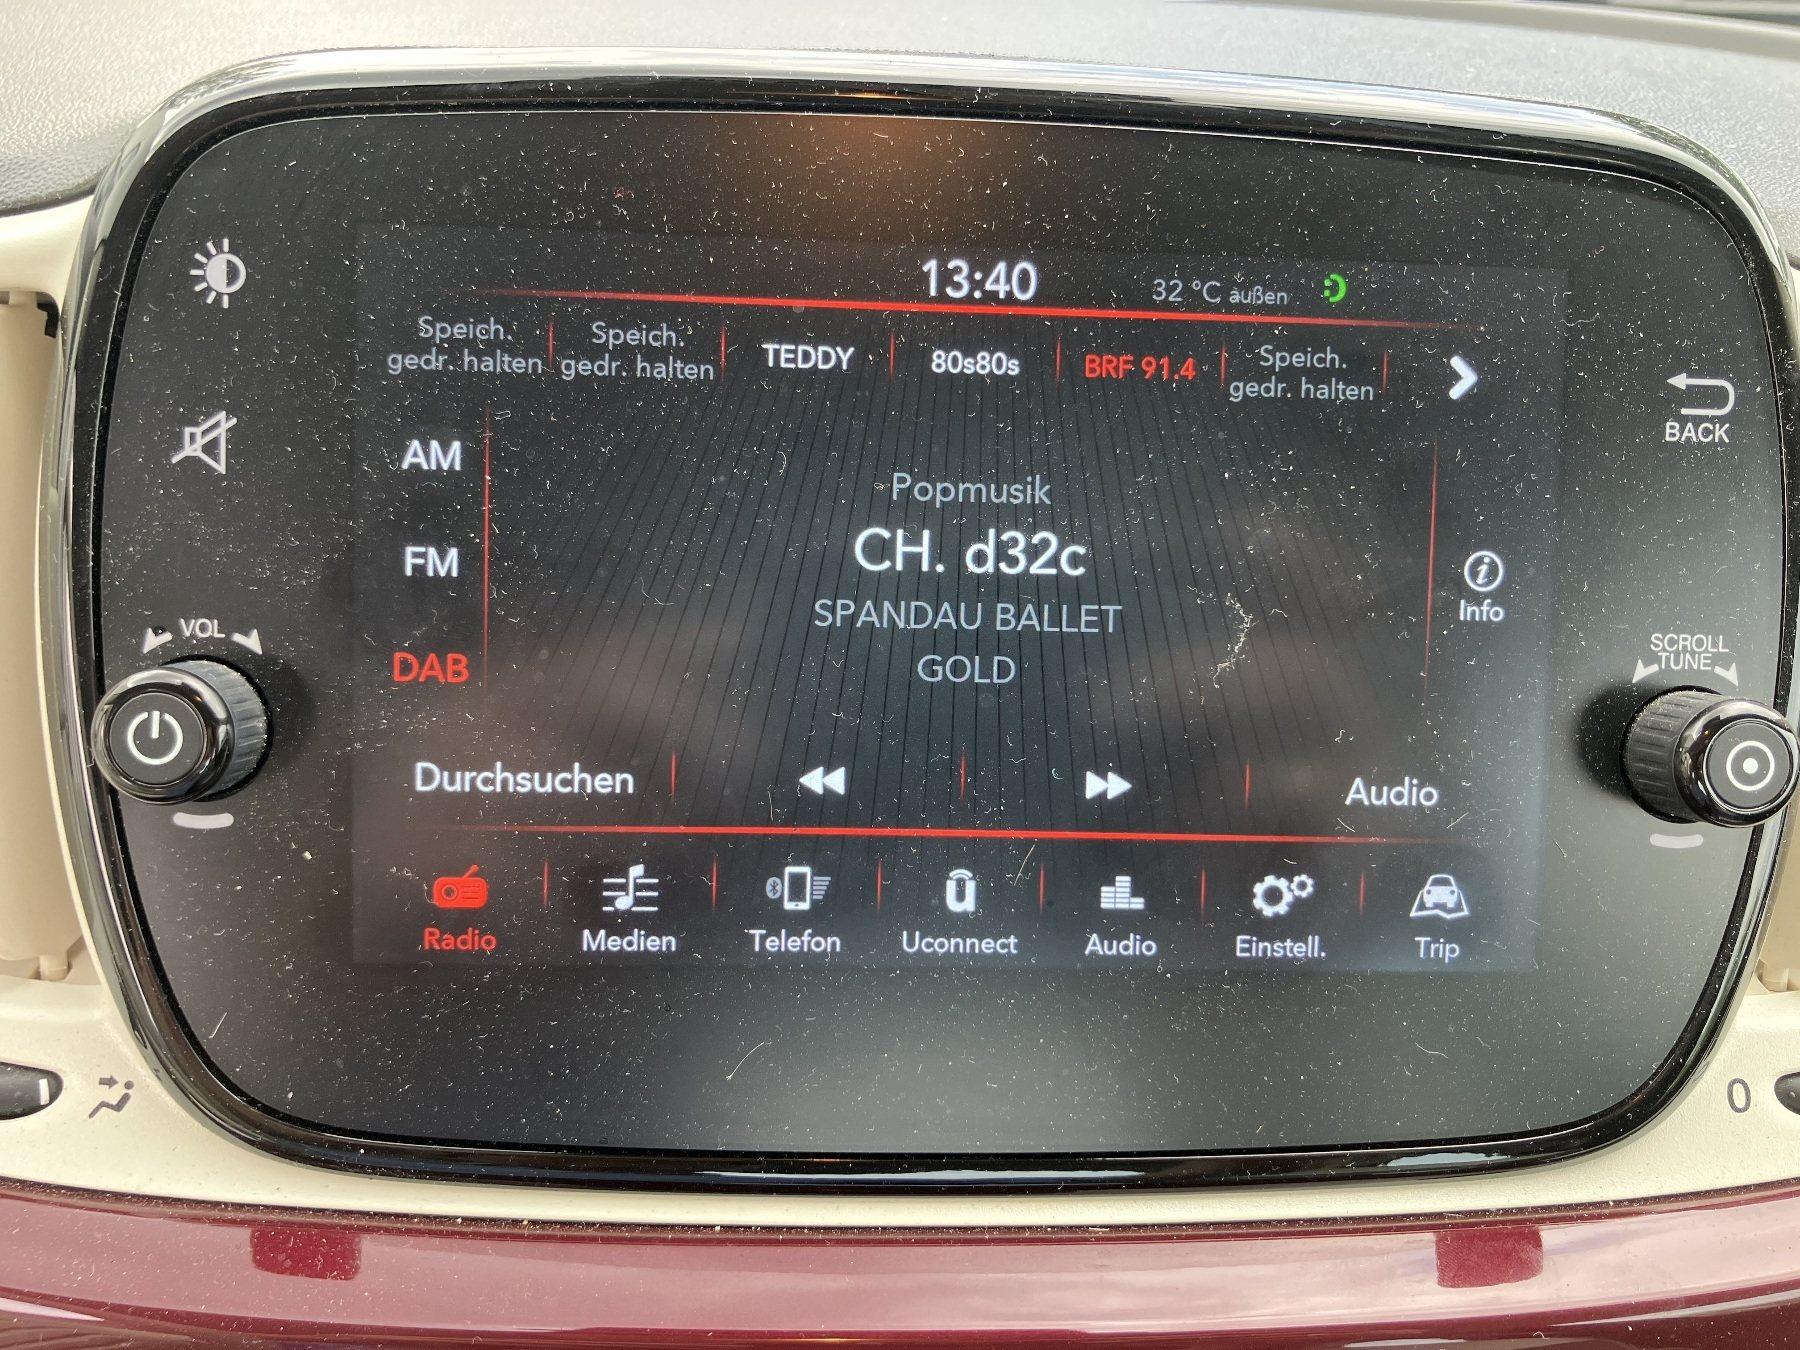 13:40
32 °C außen
Speich.
gedr. halten
Speich.
gedr. halten
TEDDY
80s80s
BRF 91.4
Speich.
gedr. halten
BACK
AM
Popmusik
CH. d32c
FM
Info
SPANDAU BALLET
VOL
SCROLL
TUNE
DAB
GOLD
Durchsuchen
Audio
Radio
Medien
Telefon
Uconnect
Audio
Einstell.
Trip
0